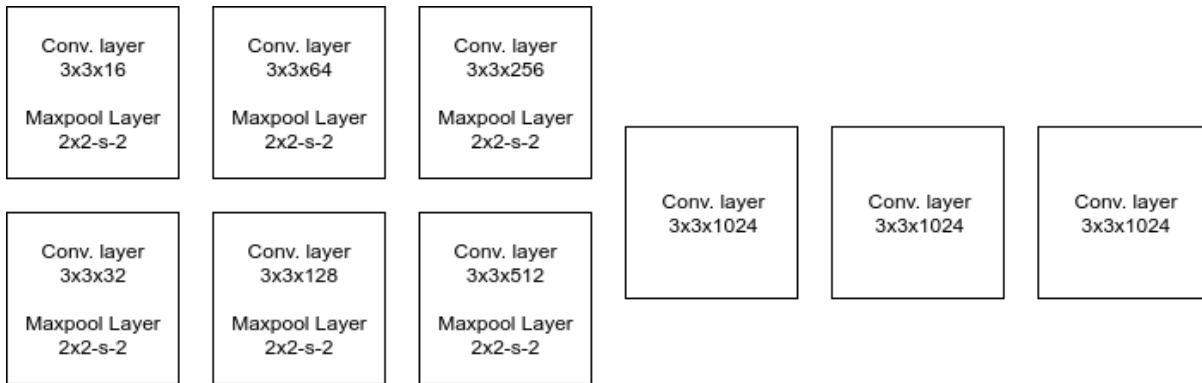 Conv. layer
3x3x16
Maxpool Layer
2x2-s-2
Conv. layer
3x3x32
Maxpool Layer
2x2-s-2
Conv. layer
3x3x64
Maxpool Layer
2x2-s-2
Conv. layer
3x3x128
Maxpool Layer
2x2-s-2
Conv. layer
3x3x256
Maxpool Layer
2x2-s-2
Conv. layer
3x3x512
Maxpool Layer
2x2-s-2
Conv. layer
3x3x1024
Conv. layer
3x3x1024
Conv. layer
3x3x1024